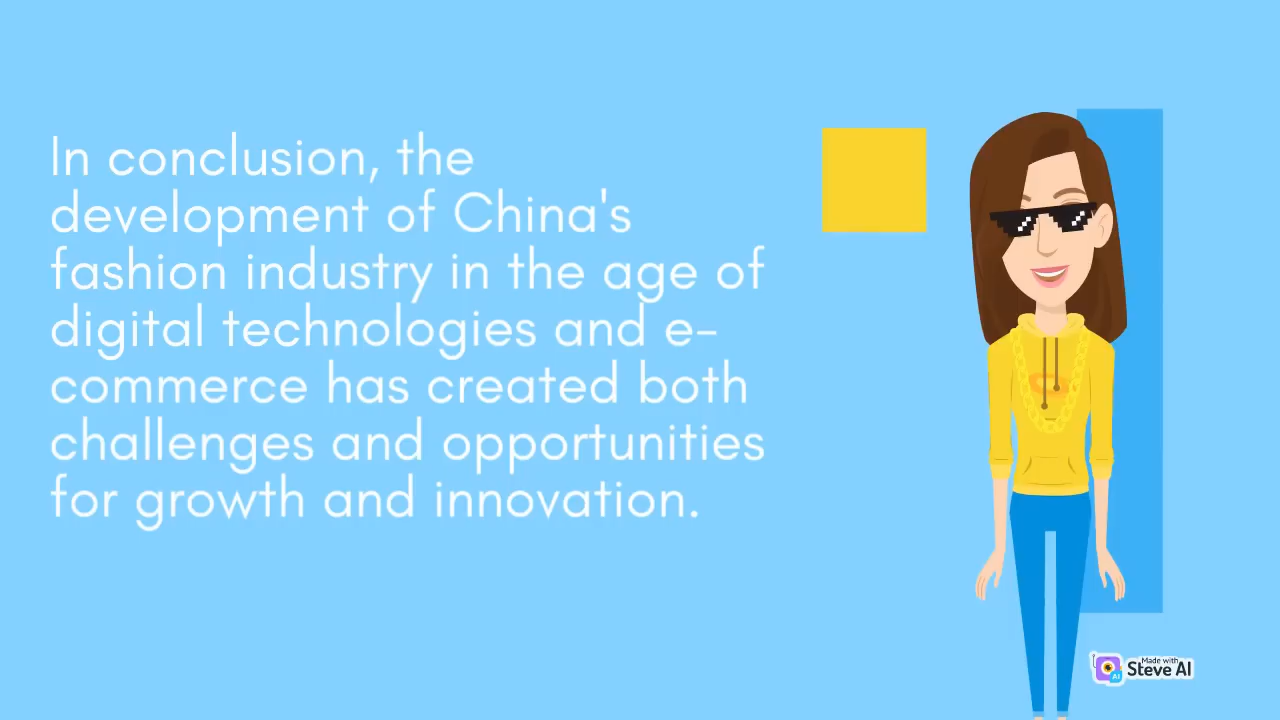 In conclusion, the
development of China's
fashion industry in the age of
digital technologies and e-
commerce has created both
challenges and opportunities
for growth and innovation.
Made with
Steve AI
AI